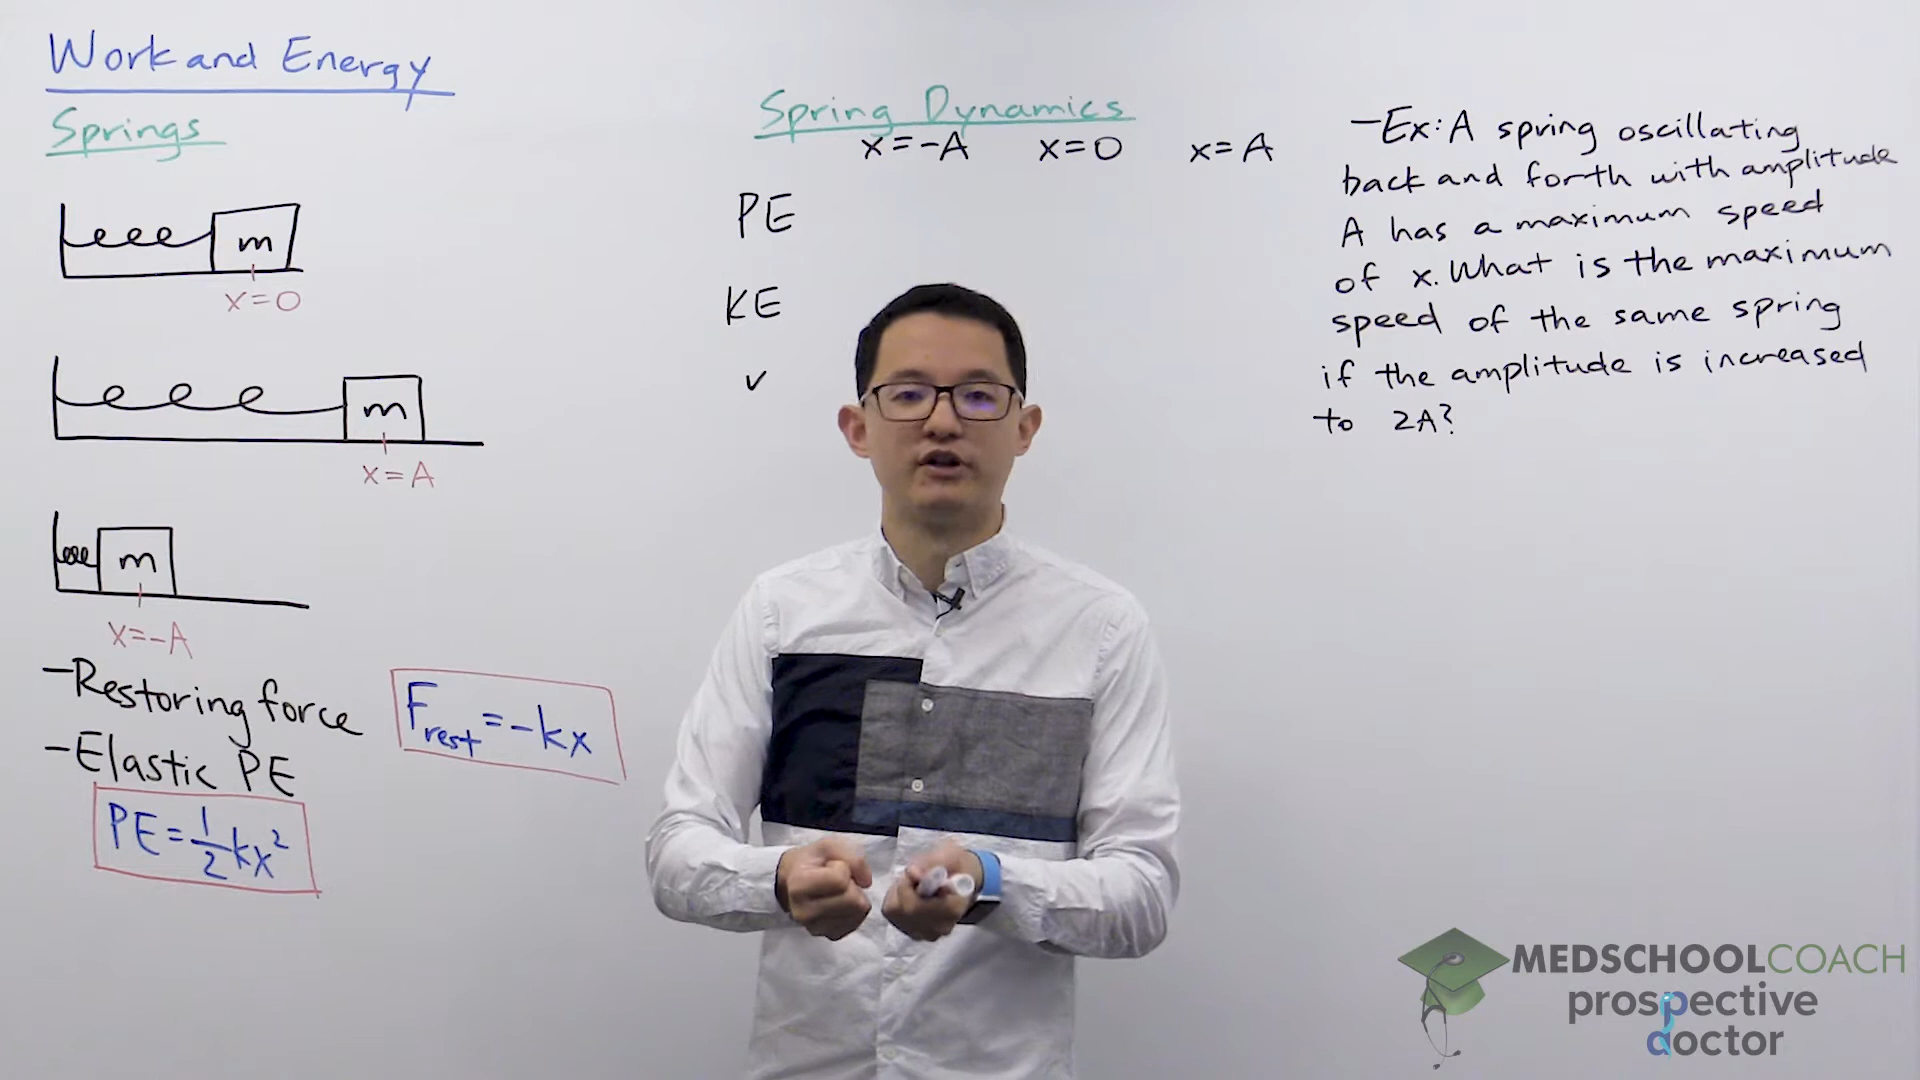 Work and Energy
Springs
m
x=0
m
x=A
m
x=-A
-Restoring force
-Elastic PE
F_rest = -kx
PE = 1/2 kx²
Spring Dynamics
x=-A x=0 x=A
PE
KE
v
-Ex: A spring oscillating
back and forth with amplitude
A has a maximum speed
of x. What is the maximum
speed of the same spring
if the amplitude is increased
to 2A?
MEDSCHOOLCOACH
prospective
doctor